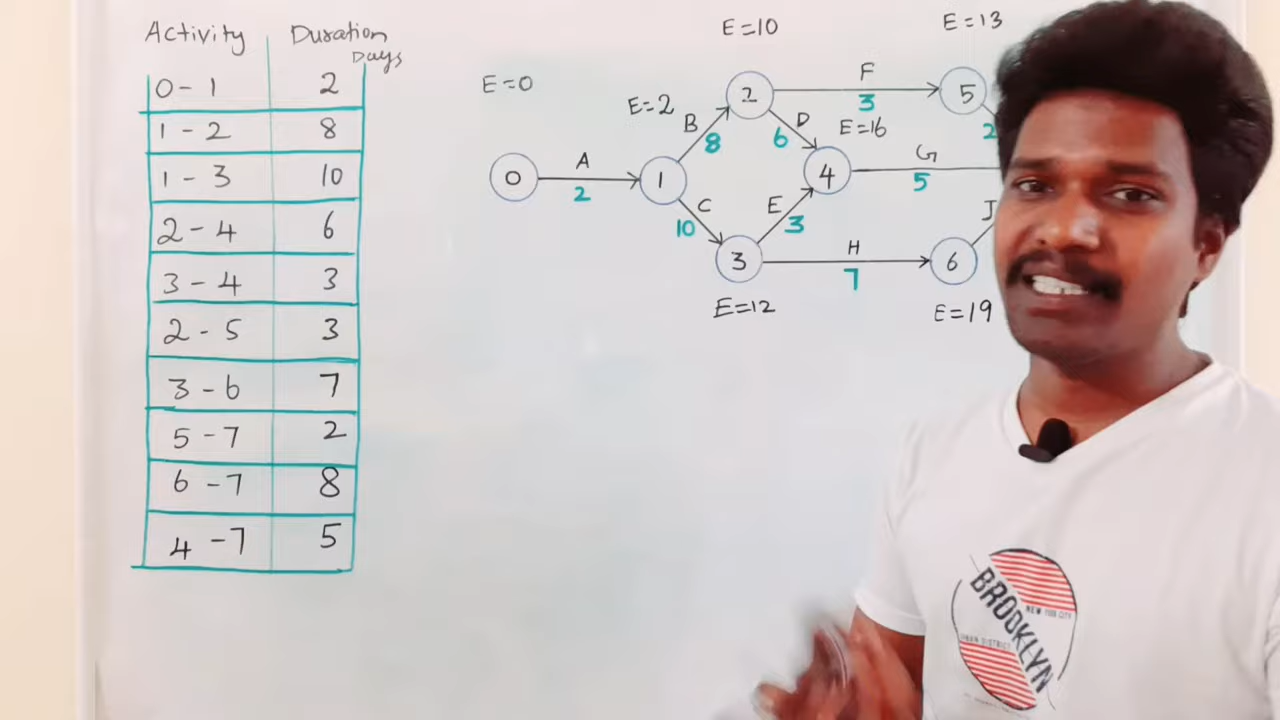 Activity Duration
Days
0 - 1 2
1 - 2 8
1 - 3 10
2 - 4 6
3 - 4 3
2 - 5 3
3 - 6 7
5 - 7 2
6 - 7 8
4 - 7 5
E=10
E=13
E=0
E=2
B
8
2
F
3
5
2
D
6
E=16
0
A
2
1
4
G
5
C
10
E
3
J
3
H
7
6
E=12
E=19
BROOKLYN
NEW YORK CITY
URBAN DISTRICT